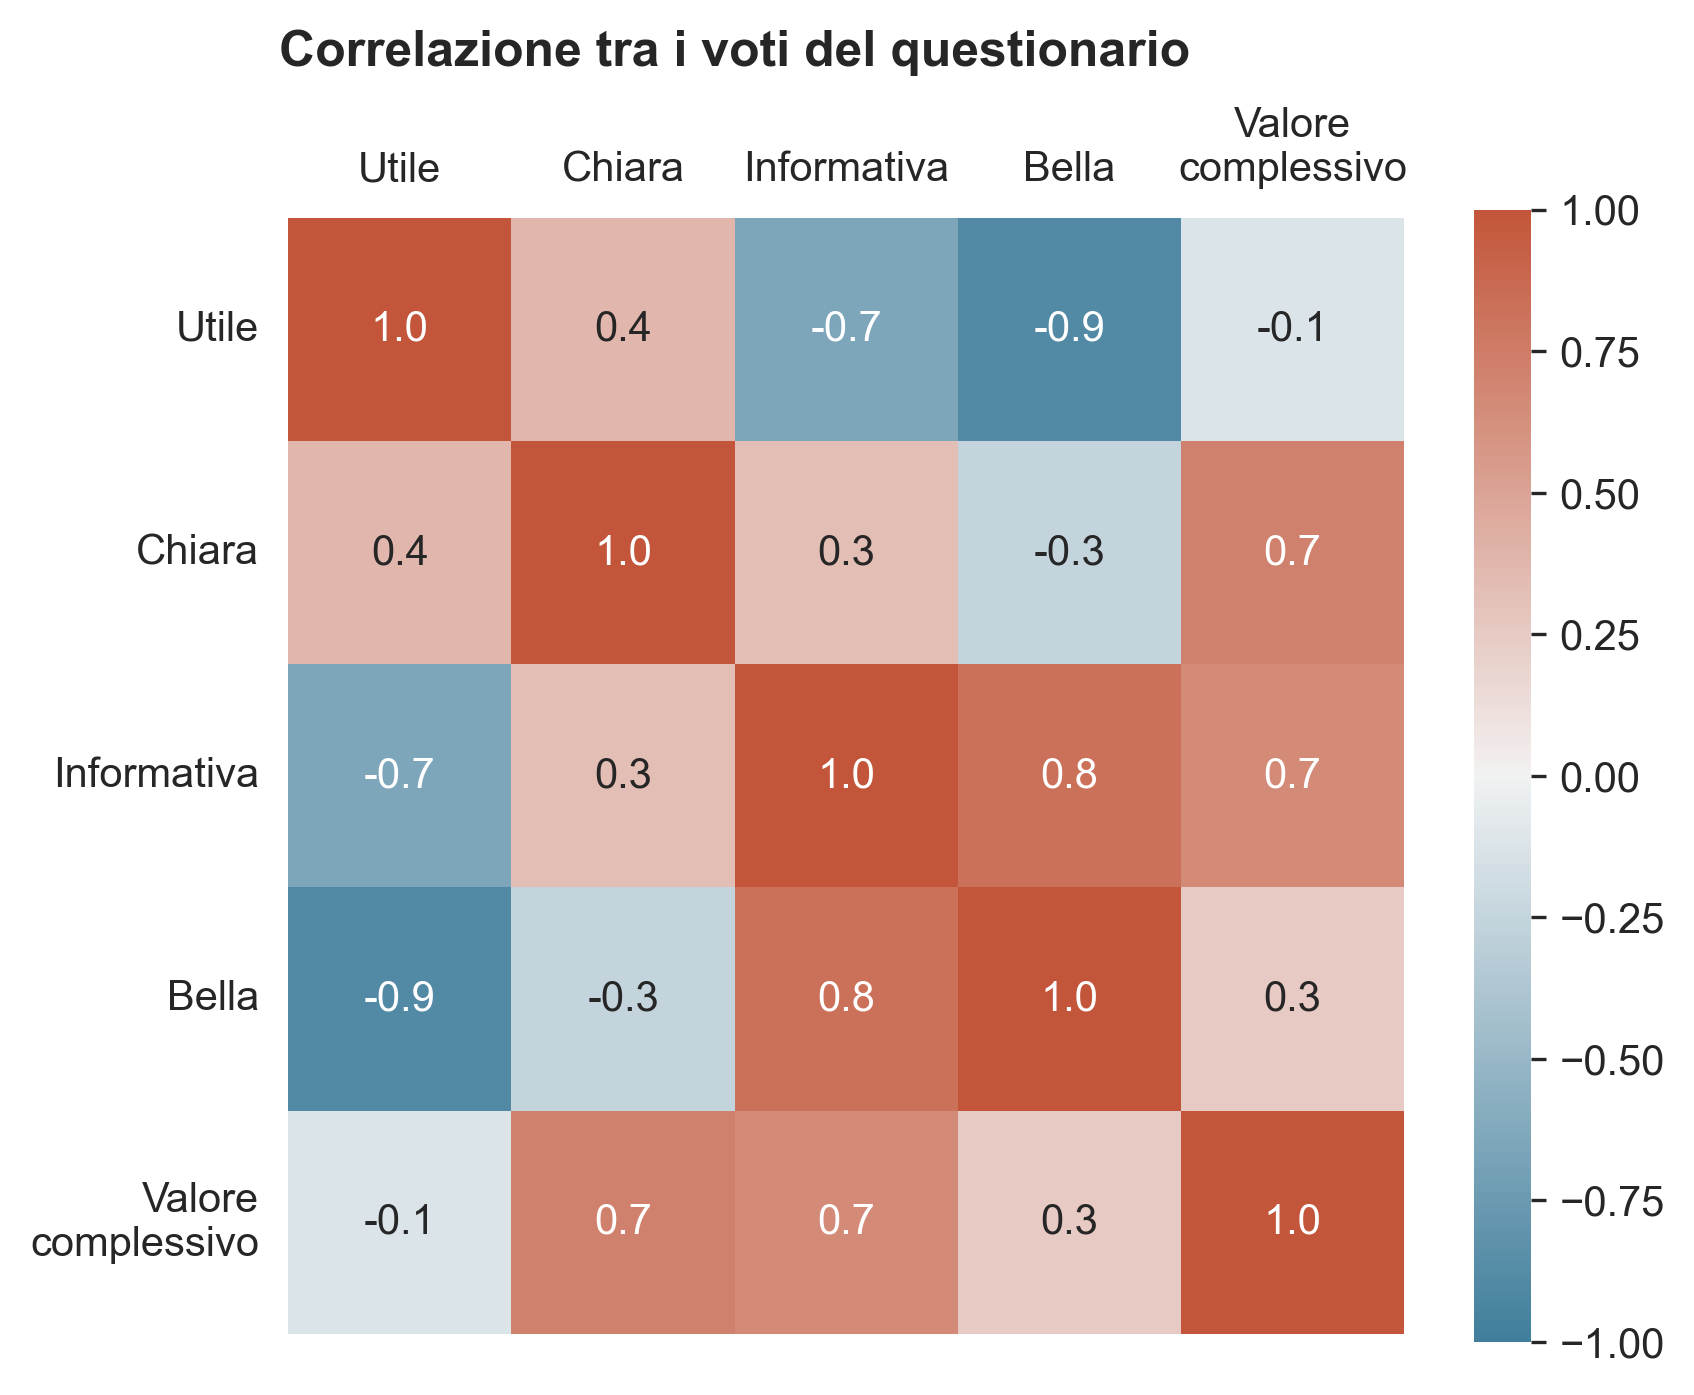 Correlazione tra i voti del questionario
Utile Chiara Informativa Bella Valore
complessivo
Utile 1.0 0.4 -0.7 -0.9 -0.1
Chiara 0.4 1.0 0.3 -0.3 0.7
Informativa -0.7 0.3 1.0 0.8 0.7
Bella -0.9 -0.3 0.8 1.0 0.3
Valore
complessivo -0.1 0.7 0.7 0.3 1.0
1.00
0.75
0.50
0.25
0.00
−0.25
−0.50
−0.75
−1.00